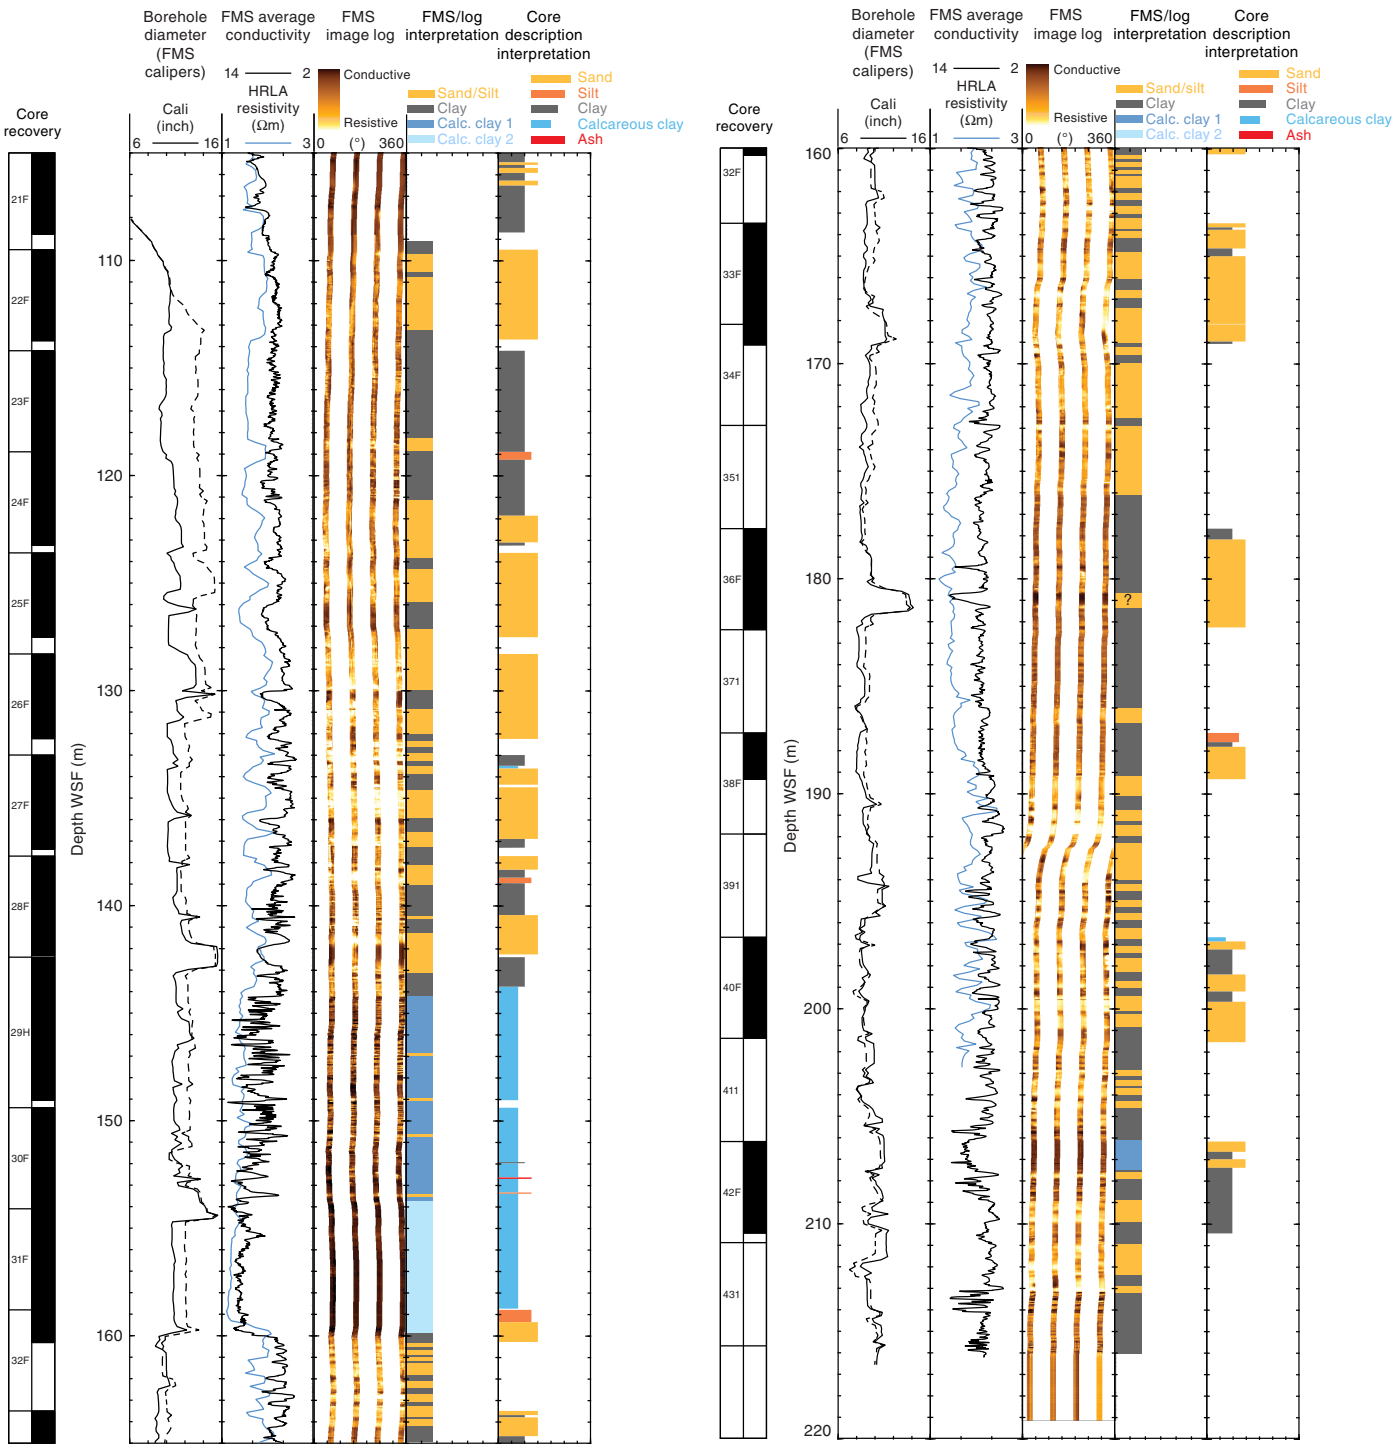 Borehole
diameter
(FMS
calipers)
FMS average
conductivity
FMS
image log
FMS/log
interpretation
Core
description
interpretation
14 2
HRLA
resistivity
(Ωm)
Conductive
Resistive
Sand/Silt
Clay
Calc. clay 1
Calc. clay 2
Sand
Silt
Clay
Calcareous clay
Ash
Core
recovery
Cali
(inch)
6 16
1 3
0 (°) 360
21F
22F
23F
24F
25F
26F
27F
28F
29H
30F
31F
32F
Depth WSF (m)
110
120
130
140
150
160
Borehole
diameter
(FMS
calipers)
FMS average
conductivity
FMS
image log
FMS/log
interpretation
Core
description
interpretation
14 2
HRLA
resistivity
(Ωm)
Conductive
Resistive
Sand/silt
Clay
Calc. clay 1
Calc. clay 2
Sand
Silt
Clay
Calcareous clay
Ash
Core
recovery
Cali
(inch)
6 16
1 3
0 (°) 360
32F
33F
34F
351
36F
371
38F
391
40F
411
42F
431
Depth WSF (m)
160
170
180
190
200
210
220
?